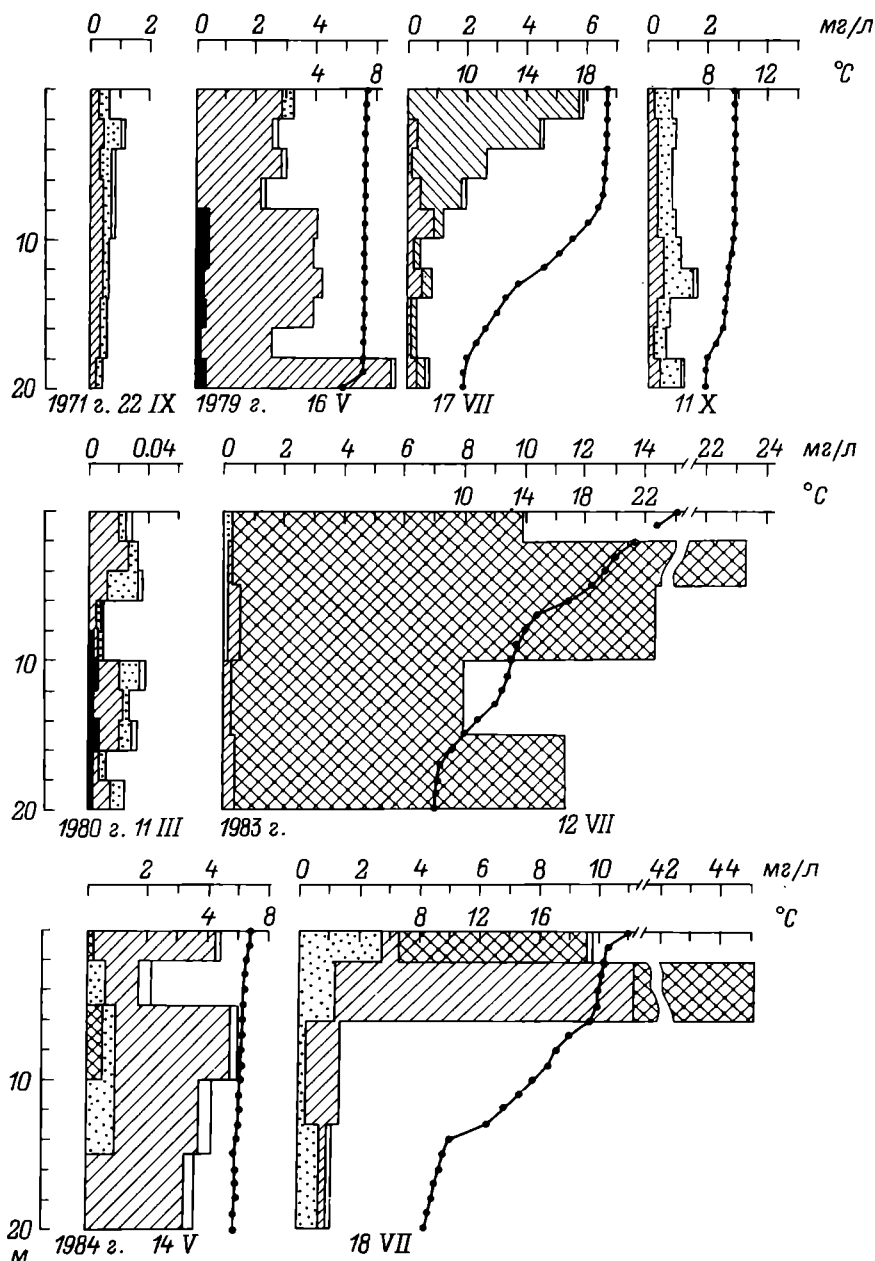 0 2 0 2 4 6 0 2 4 6 0 2 мг/л
4 8 10 18 8 12 °C
10
20
1971 г. 22 IX 1979 г. 16 V 17 VII 11 X
0 0.04 0 2 4 6 8 10 12 14 22 24 мг/л
10 14 18 22 °C
10
20
1980 г. 11 III 1983 г. 12 VII
2 4 6 0 2 4 6 8 10 42 44 мг/л
4 8 8 12 16 °C
10
20
м 1984 г. 14 V 18 VII